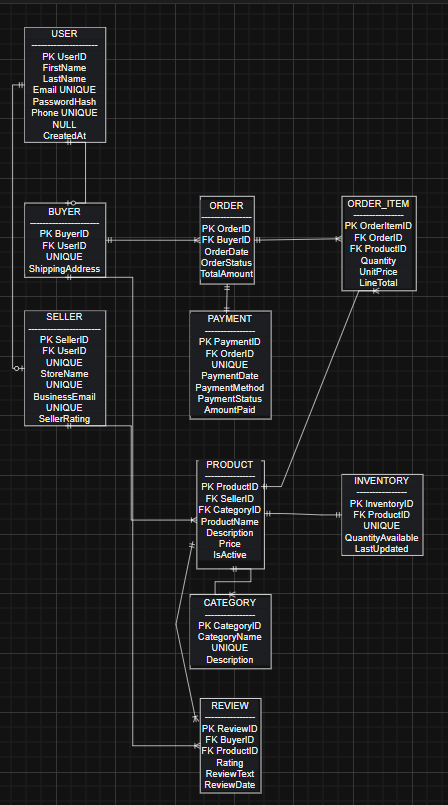 USER
--------------------
PK UserID
FirstName
LastName
Email UNIQUE
PasswordHash
Phone UNIQUE
NULL
CreatedAt
BUYER
--------------------
PK BuyerID
FK UserID
UNIQUE
ShippingAddress
SELLER
--------------------
PK SellerID
FK UserID
UNIQUE
StoreName
UNIQUE
BusinessEmail
UNIQUE
SellerRating
ORDER
----------------
PK OrderID
FK BuyerID
OrderDate
OrderStatus
TotalAmount
ORDER_ITEM
----------------
PK OrderItemID
FK OrderID
FK ProductID
Quantity
UnitPrice
LineTotal
PAYMENT
----------------
PK PaymentID
FK OrderID
UNIQUE
PaymentDate
PaymentMethod
PaymentStatus
AmountPaid
PRODUCT
----------------
PK ProductID
FK SellerID
FK CategoryID
ProductName
Description
Price
IsActive
INVENTORY
----------------
PK InventoryID
FK ProductID
UNIQUE
QuantityAvailable
LastUpdated
CATEGORY
----------------
PK CategoryID
CategoryName
UNIQUE
Description
REVIEW
----------------
PK ReviewID
FK BuyerID
FK ProductID
Rating
ReviewText
ReviewDate